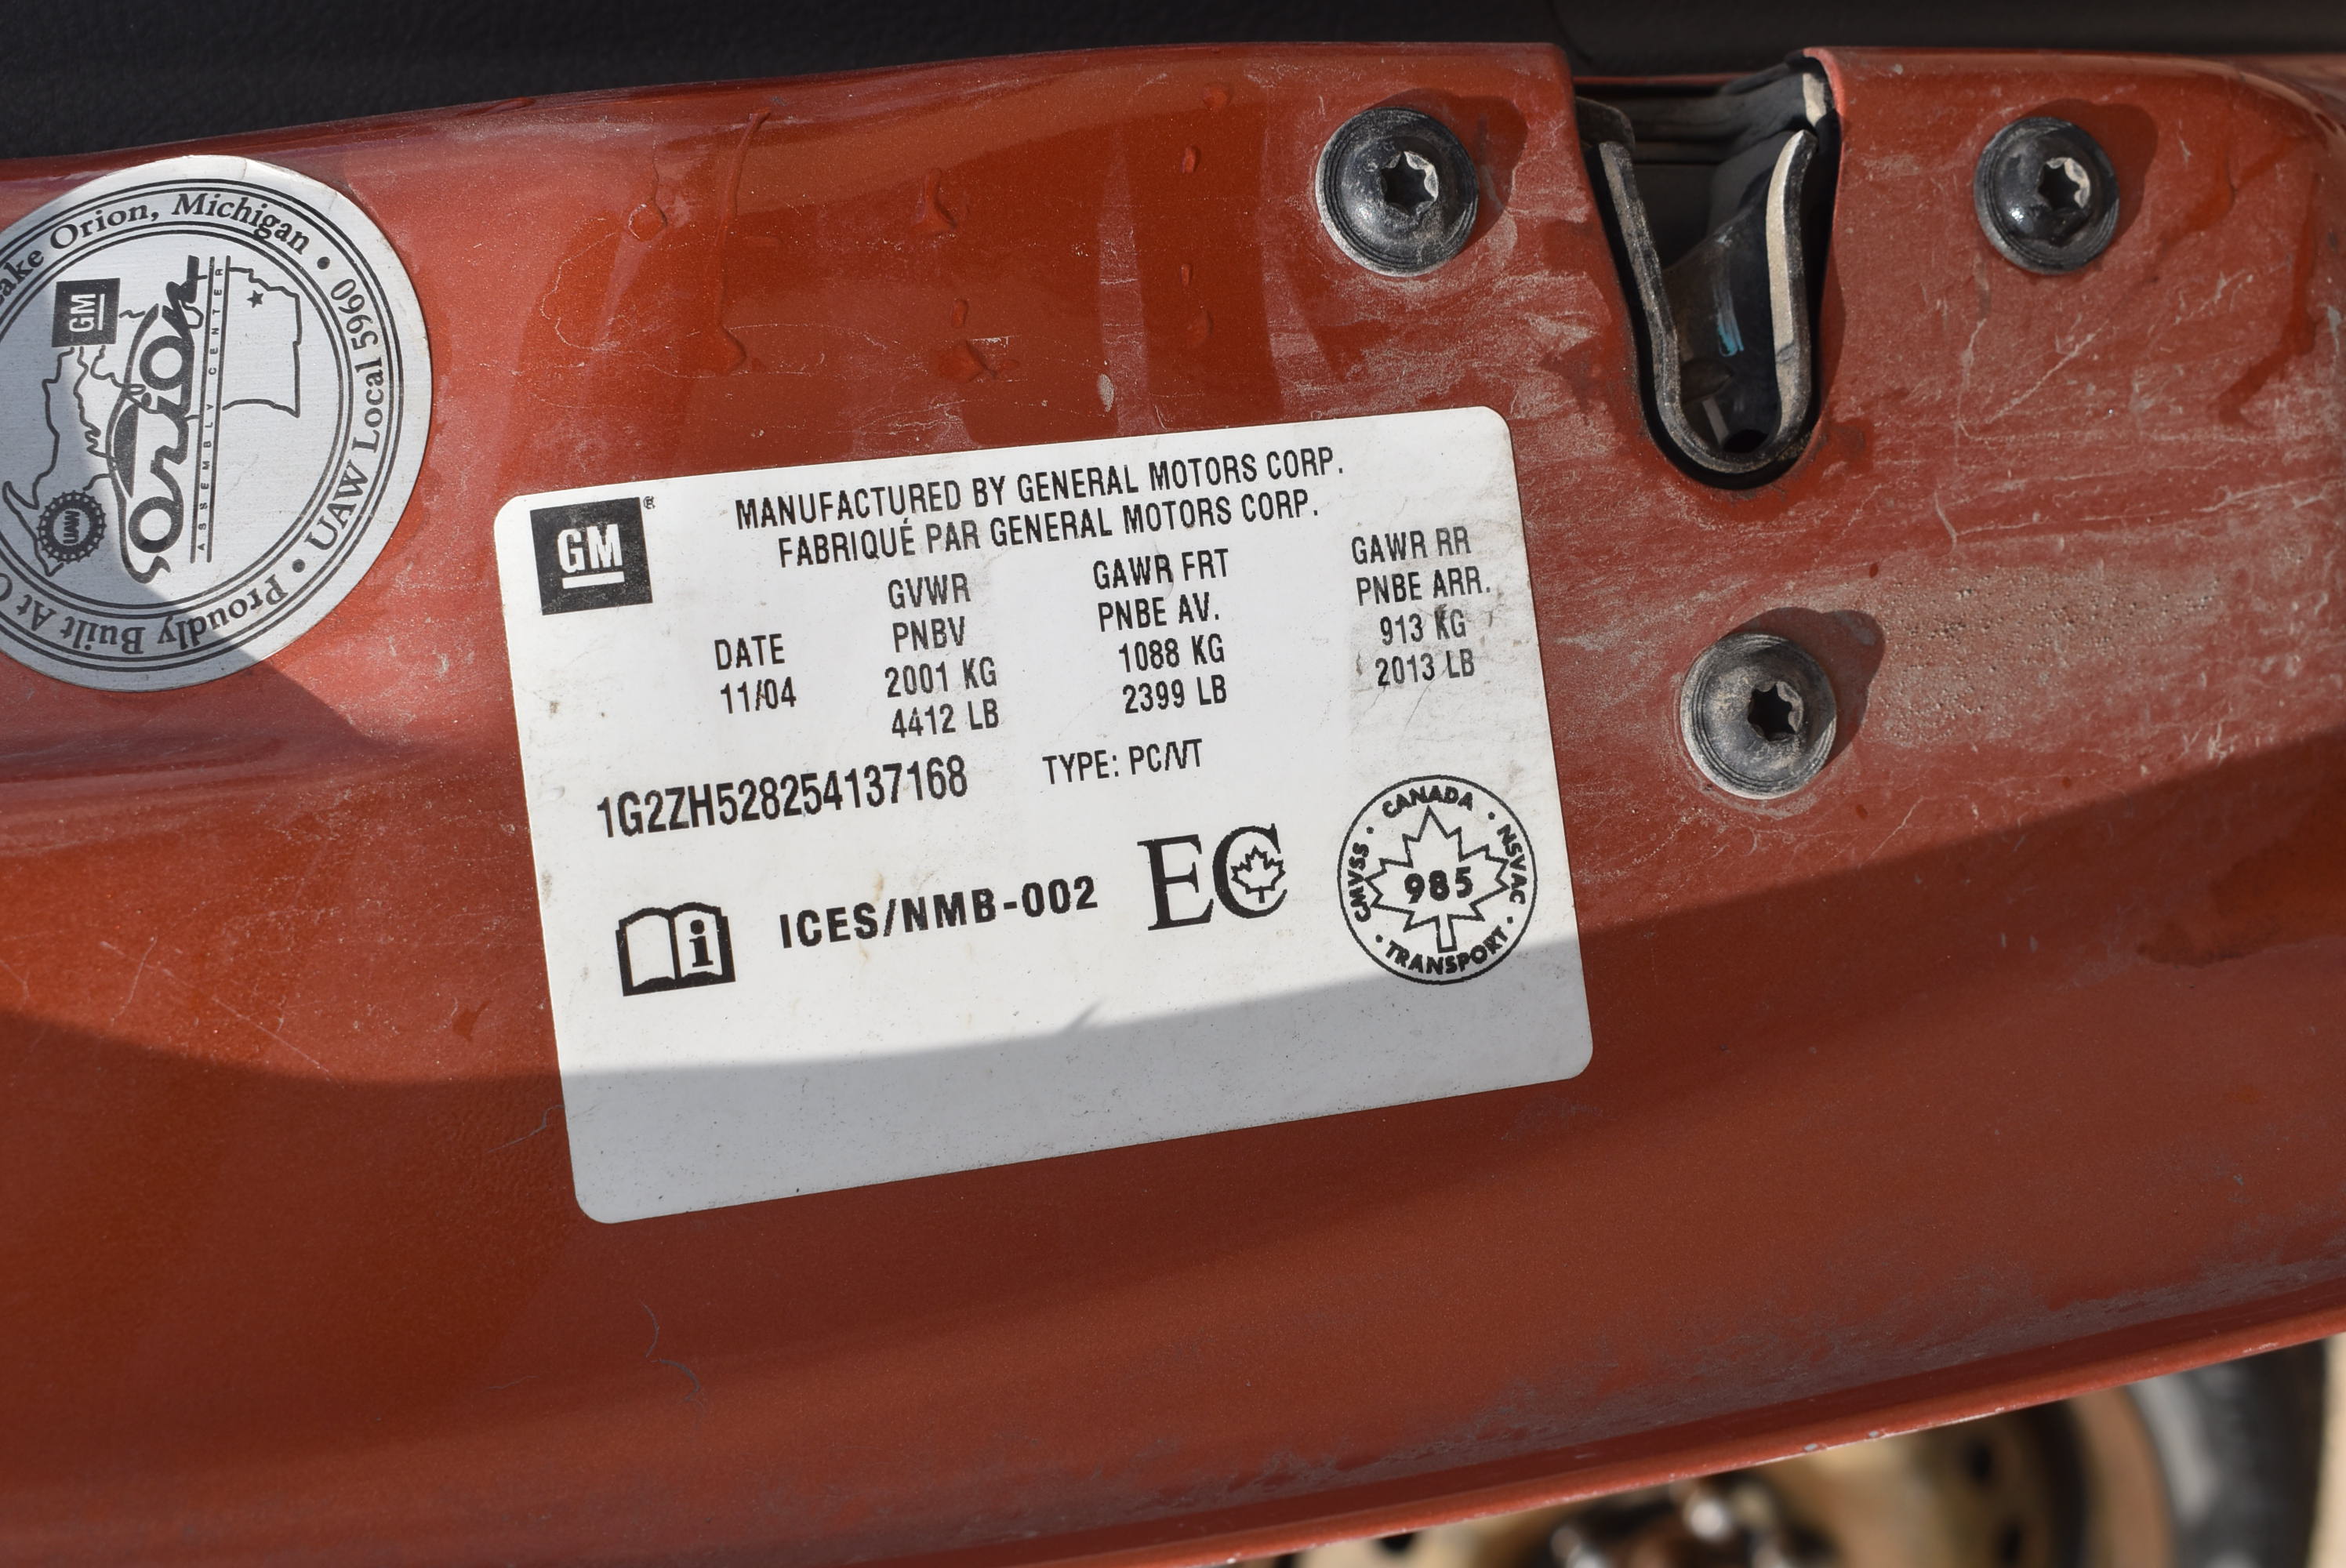 Lake Orion, Michigan • UAW Local 5960 • Proudly Built At
GM
orion
ASSEMBLY CENTER
UAW
GM®
MANUFACTURED BY GENERAL MOTORS CORP.
FABRIQUÉ PAR GENERAL MOTORS CORP.
DATE GVWR GAWR FRT GAWR RR
11/04 PNBV PNBE AV. PNBE ARR.
2001 KG 1088 KG 913 KG
4412 LB 2399 LB 2013 LB
1G2ZH528254137168 TYPE: PC/VT
i ICES/NMB-002 EC
CANADA • NSVAC • TRANSPORT • CMVSS •
985